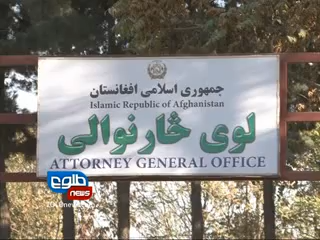 جمهوری اسلامی افغانستان
Islamic Republic of Afghanistan
لوی څارنوالی
ATTORNEY GENERAL OFFICE
طلوع
news